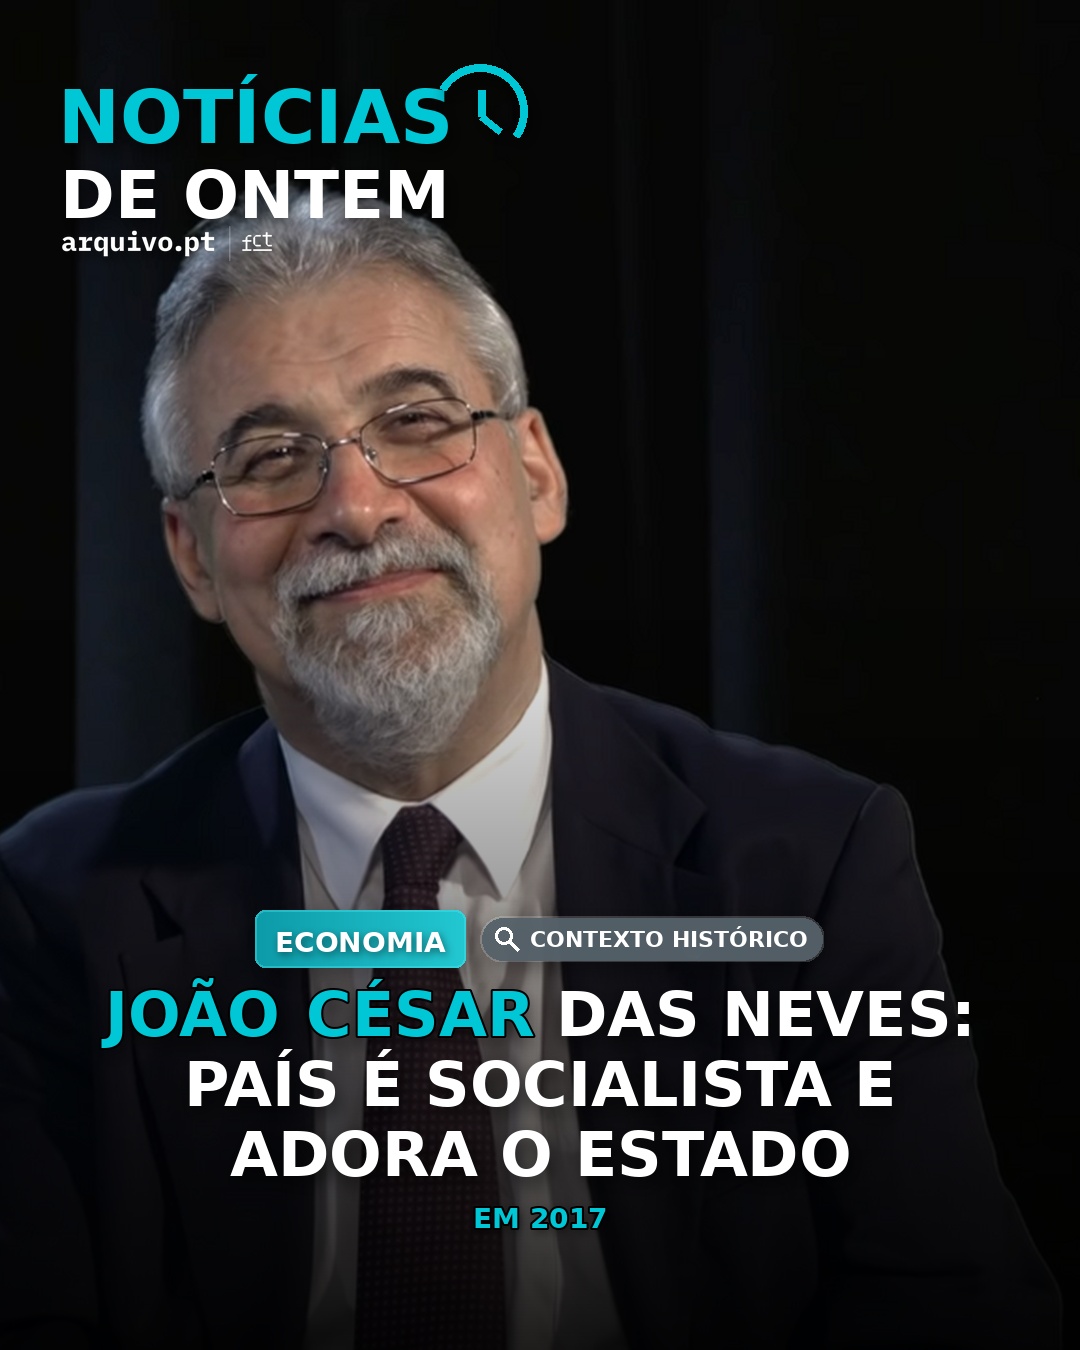 NOTÍCIAS
DE ONTEM
arquivo.pt | fct
ECONOMIA
CONTEXTO HISTÓRICO
JOÃO CÉSAR DAS NEVES:
PAÍS É SOCIALISTA E
ADORA O ESTADO
EM 2017